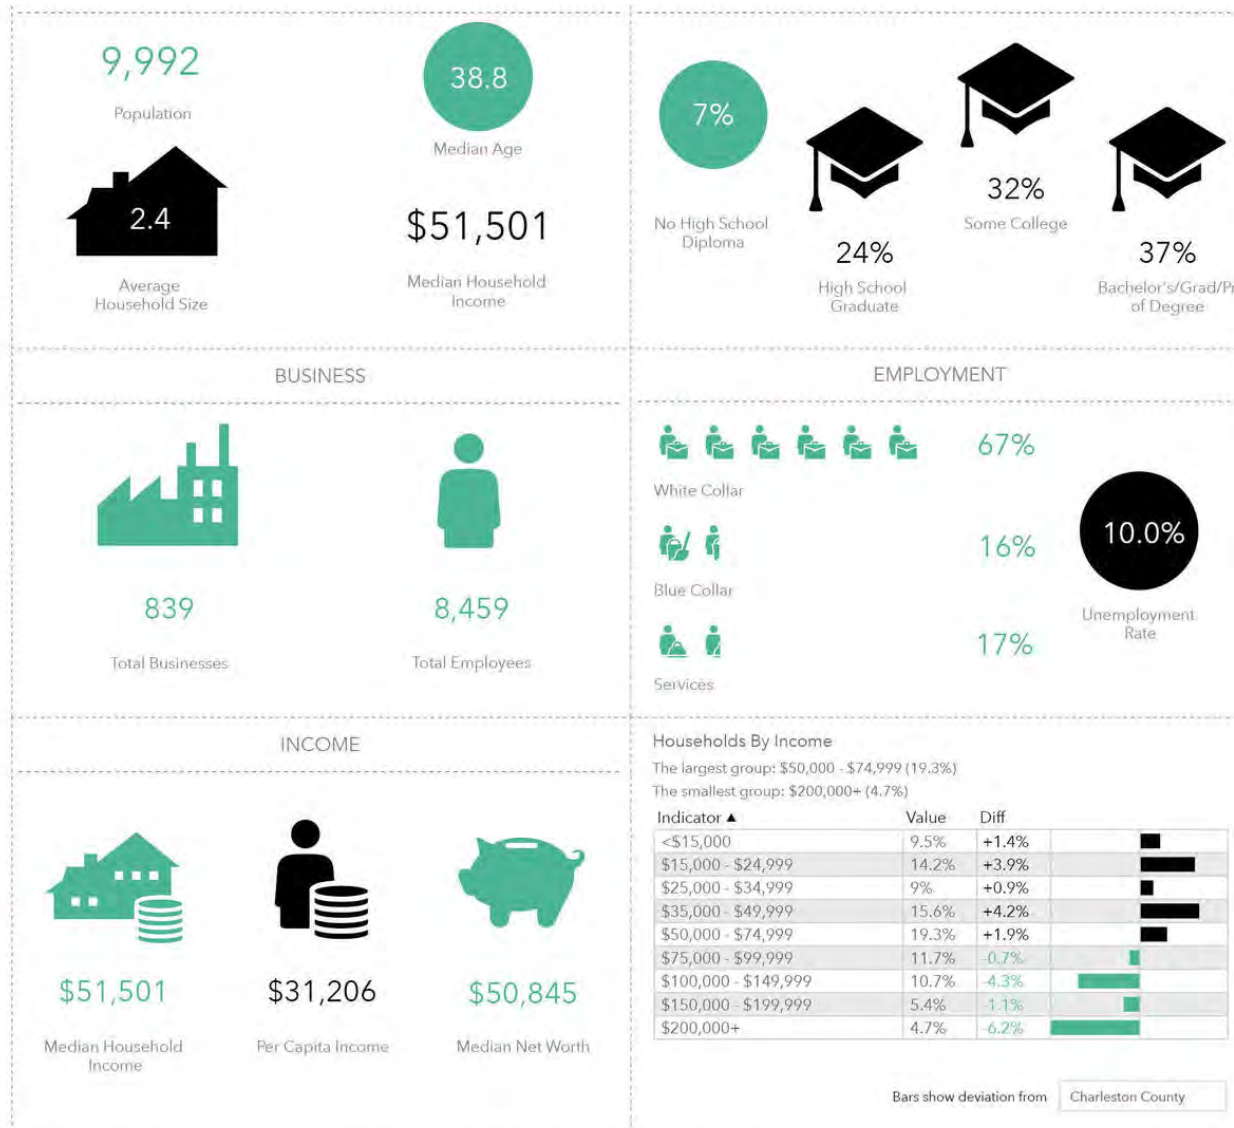 9,992
Population
38.8
Median Age
2.4
Average
Household Size
$51,501
Median Household
Income
7%
No High School
Diploma
24%
High School
Graduate
32%
Some College
37%
Bachelor's/Grad/Pr
of Degree
BUSINESS
839
Total Businesses
8,459
Total Employees
EMPLOYMENT
67%
White Collar
16%
Blue Collar
17%
Services
10.0%
Unemployment
Rate
INCOME
$51,501
Median Household
Income
$31,206
Per Capita Income
$50,845
Median Net Worth
Households By Income
The largest group: $50,000 - $74,999 (19.3%)
The smallest group: $200,000+ (4.7%)
Indicator ▲ Value Diff
<$15,000 9.5% +1.4%
$15,000 - $24,999 14.2% +3.9%
$25,000 - $34,999 9% +0.9%
$35,000 - $49,999 15.6% +4.2%
$50,000 - $74,999 19.3% +1.9%
$75,000 - $99,999 11.7% -0.7%
$100,000 - $149,999 10.7% -4.3%
$150,000 - $199,999 5.4% -1.1%
$200,000+ 4.7% -6.2%
Bars show deviation from Charleston County